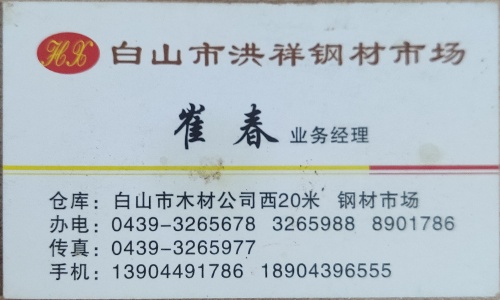 HX 白山市洪祥钢材市场
崔春 业务经理
仓库：白山市木材公司西20米 钢材市场
办电：0439-3265678 3265988 8901786
传真：0439-3265977
手机：13904491786 18904396555